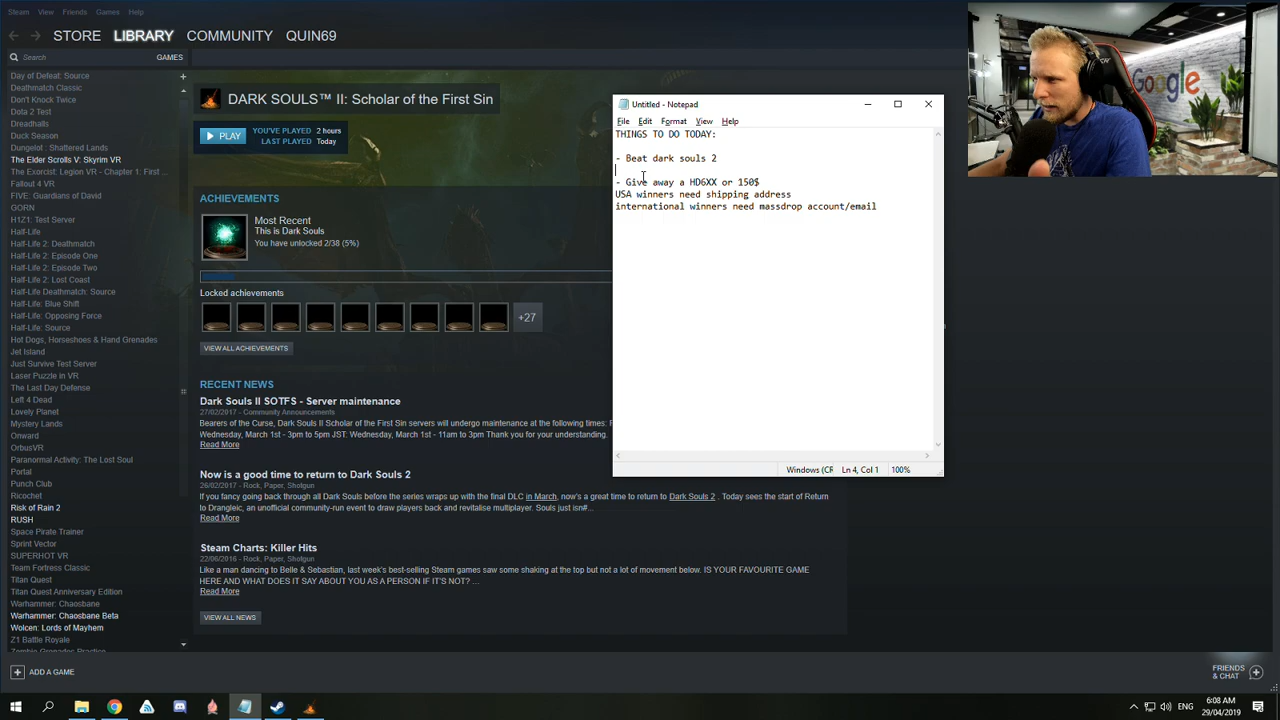 Steam View Friends Games Help
STORE LIBRARY COMMUNITY QUIN69
Search GAMES
Day of Defeat: Source
Deathmatch Classic
Don't Knock Twice
Dota 2 Test
Dreadhalls
Duck Season
Dungelot : Shattered Lands
The Elder Scrolls V: Skyrim VR
The Exorcist: Legion VR - Chapter 1: First ...
Fallout 4 VR
FIVE: Guardians of David
GORN
H1Z1: Test Server
Half-Life
Half-Life 2: Deathmatch
Half-Life 2: Episode One
Half-Life 2: Episode Two
Half-Life 2: Lost Coast
Half-Life Deathmatch: Source
Half-Life: Blue Shift
Half-Life: Opposing Force
Half-Life: Source
Hot Dogs, Horseshoes & Hand Grenades
Jet Island
Just Survive Test Server
Laser Puzzle in VR
The Last Day Defense
Left 4 Dead
Lovely Planet
Mystery Lands
Onward
OrbusVR
Paranormal Activity: The Lost Soul
Portal
Punch Club
Ricochet
Risk of Rain 2
RUSH
Space Pirate Trainer
Sprint Vector
SUPERHOT VR
Team Fortress Classic
Titan Quest
Titan Quest Anniversary Edition
Warhammer: Chaosbane
Warhammer: Chaosbane Beta
Wolcen: Lords of Mayhem
Z1 Battle Royale
Zombie Grenades Practice
ADD A GAME
DARK SOULS™ II: Scholar of the First Sin
PLAY
YOU'VE PLAYED 2 hours
LAST PLAYED Today
ACHIEVEMENTS
Most Recent
This is Dark Souls
You have unlocked 2/38 (5%)
Locked achievements
+27
VIEW ALL ACHIEVEMENTS
RECENT NEWS
Dark Souls II SOTFS - Server maintenance
27/02/2017 - Community Announcements
Bearers of the Curse, Dark Souls II Scholar of the First Sin servers will undergo maintenance at the following times:
Wednesday, March 1st - 3pm to 5pm JST: Wednesday, March 1st - 11am to 3pm Thank you for your understanding.
Read More
Now is a good time to return to Dark Souls 2
26/02/2017 - Rock, Paper, Shotgun
If you fancy going back through all Dark Souls before the series wraps up with the final DLC in March, now's a great time to return to Dark Souls 2 . Today sees the start of Return
to Drangleic, an unofficial community-run event to draw players back and revitalise multiplayer. Souls just isn#...
Read More
Steam Charts: Killer Hits
22/06/2016 - Rock, Paper, Shotgun
Like a man dancing to Belle & Sebastian, last week's best-selling Steam games saw some shaking at the top but not a lot of movement below. IS YOUR FAVOURITE GAME
HERE AND WHAT DOES IT SAY ABOUT YOU AS A PERSON IF IT'S NOT? ...
Read More
VIEW ALL NEWS
Untitled - Notepad
File Edit Format View Help
THINGS TO DO TODAY:
- Beat dark souls 2
- Give away a HD6XX or 150$
USA winners need shipping address
international winners need massdrop account/email
Windows (CR Ln 4, Col 1 100%
Google
FRIENDS
& CHAT
ENG
6:08 AM
29/04/2019